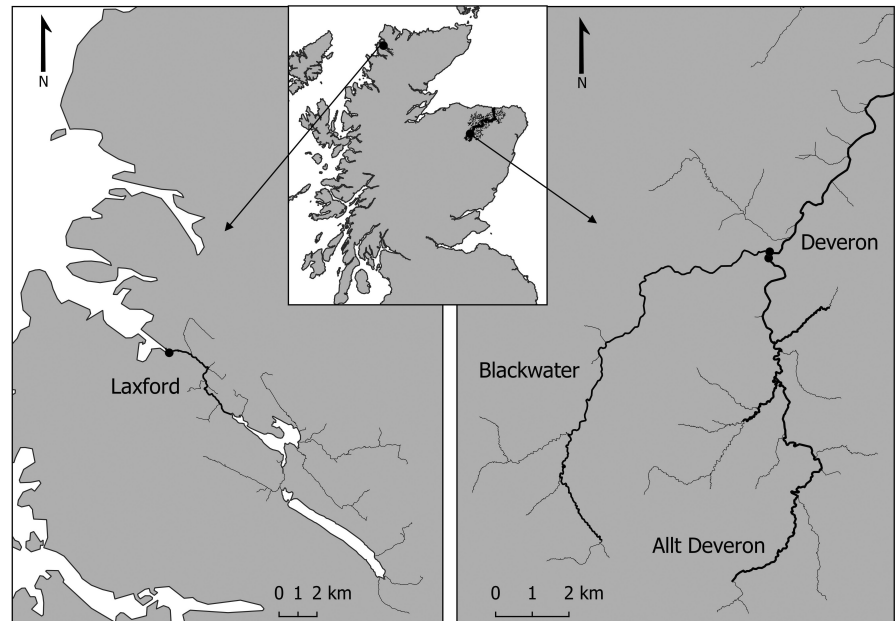 N
N
Deveron
Blackwater
Laxford
Allt Deveron
0 1 2 km
0 1 2 km